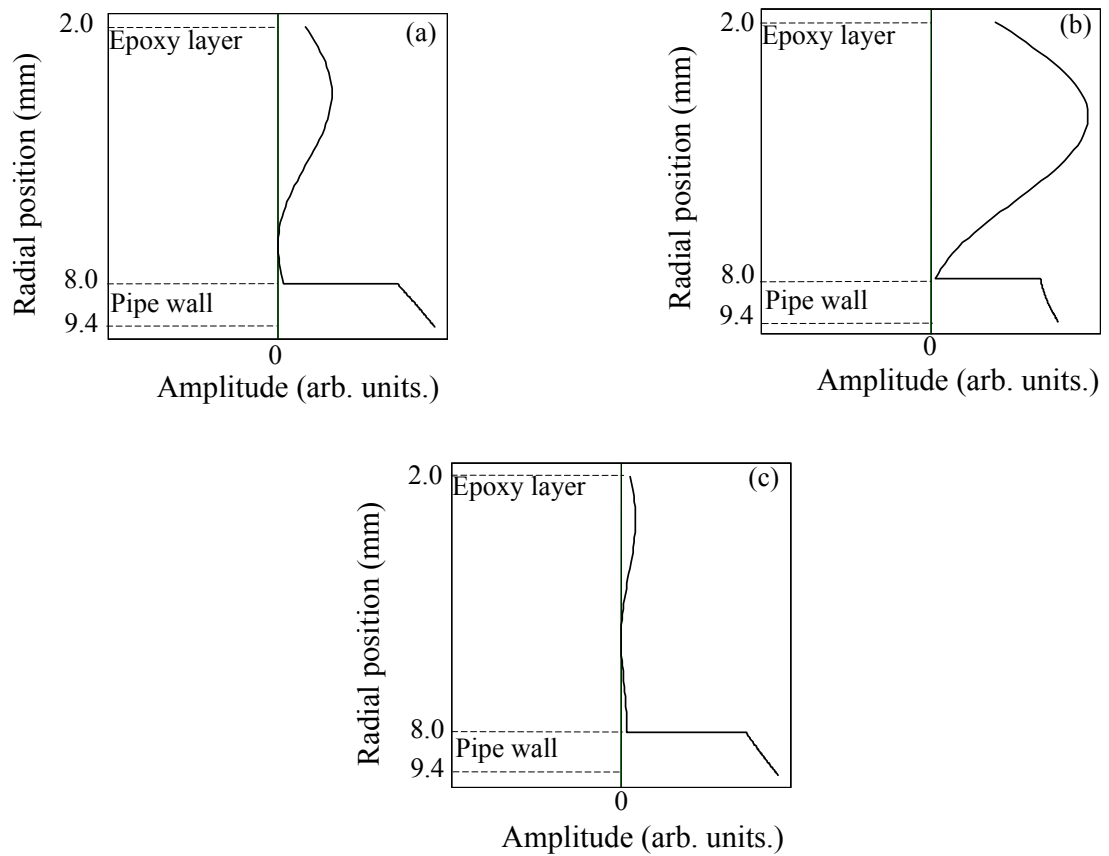 2.0
Epoxy layer
(a)
Radial position (mm)
8.0
Pipe wall
9.4
0
Amplitude (arb. units.)
2.0
Epoxy layer
(b)
Radial position (mm)
8.0
Pipe wall
9.4
0
Amplitude (arb. units.)
2.0
Epoxy layer
(c)
Radial position (mm)
8.0
Pipe wall
9.4
0
Amplitude (arb. units.)